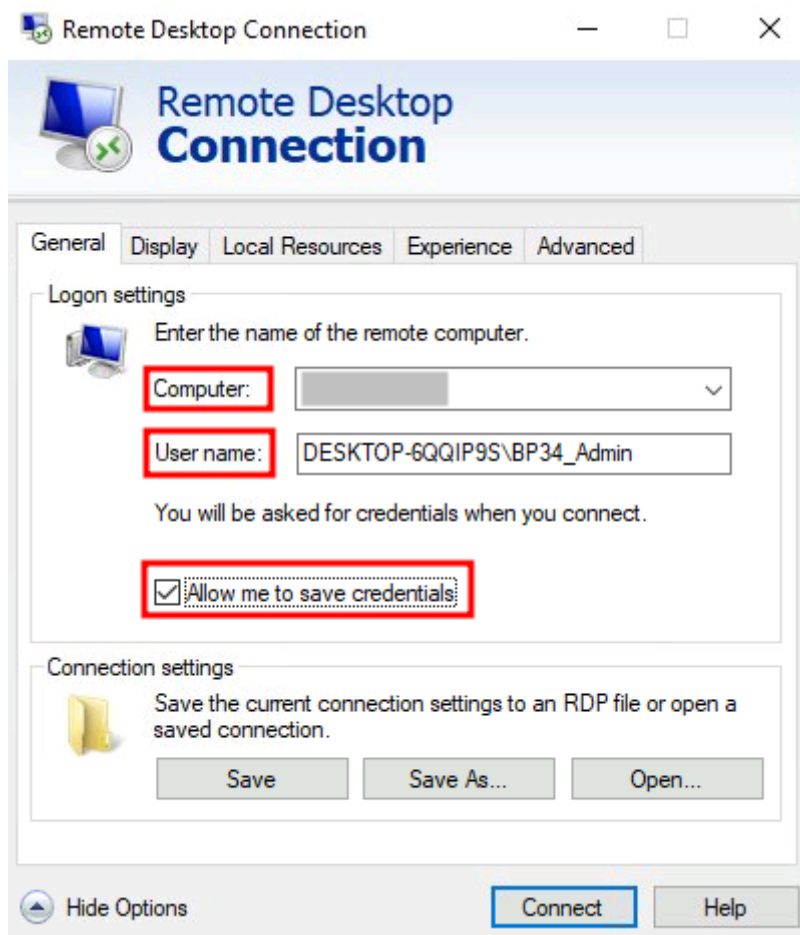 Remote Desktop Connection
Remote Desktop
Connection
General Display Local Resources Experience Advanced
Logon settings
Enter the name of the remote computer.
Computer:
User name: DESKTOP-6QQIP9S\BP34_Admin
You will be asked for credentials when you connect.
Allow me to save credentials
Connection settings
Save the current connection settings to an RDP file or open a
saved connection.
Save Save As... Open...
Hide Options Connect Help